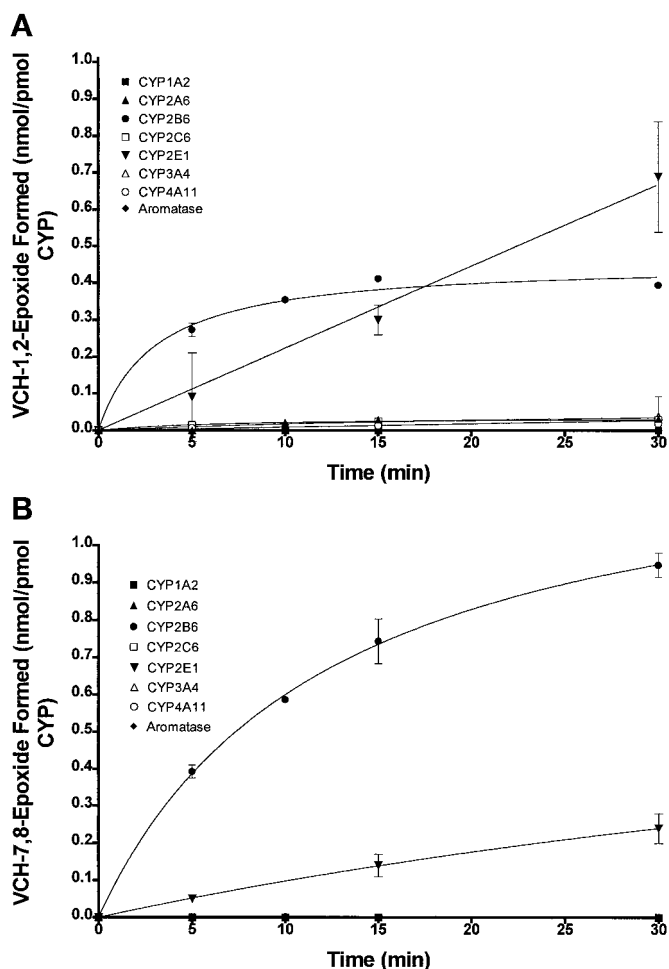 A
VCH-1,2-Epoxide Formed (nmol/pmol
CYP)
1.0
0.9
0.8
0.7
0.6
0.5
0.4
0.3
0.2
0.1
0.0
CYP1A2
CYP2A6
CYP2B6
CYP2C6
CYP2E1
CYP3A4
CYP4A11
Aromatase
0 5 10 15 20 25 30
Time (min)
B
VCH-7,8-Epoxide Formed (nmol/pmol
CYP)
1.0
0.9
0.8
0.7
0.6
0.5
0.4
0.3
0.2
0.1
0.0
CYP1A2
CYP2A6
CYP2B6
CYP2C6
CYP2E1
CYP3A4
CYP4A11
Aromatase
0 5 10 15 20 25 30
Time (min)